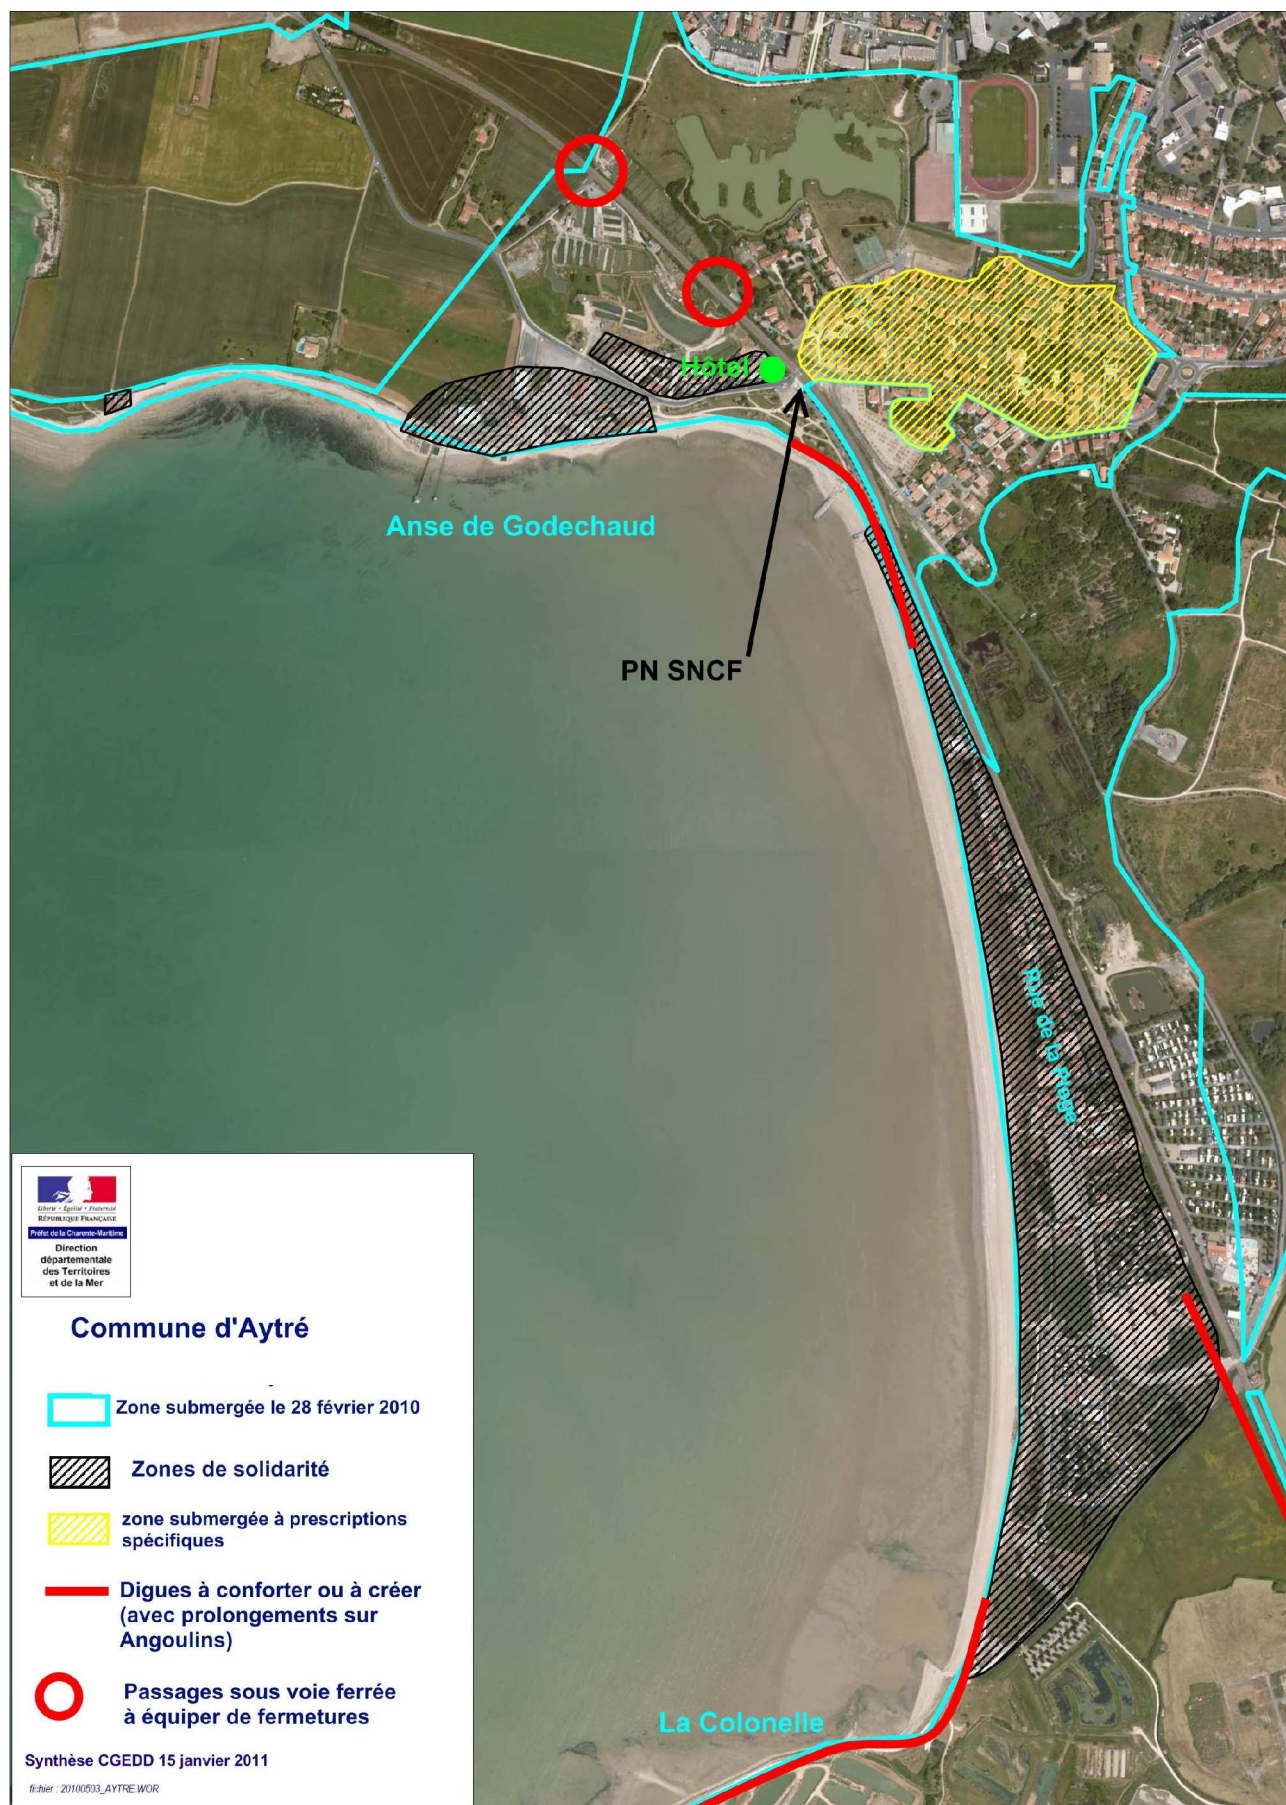 Hôtel
Anse de Godechaud
PN SNCF
Rue de la Plage
La Colonelle
Liberté • Égalité • Fraternité
RÉPUBLIQUE FRANÇAISE
Préfet de la Charente-Maritime
Direction
départementale
des Territoires
et de la Mer
Commune d'Aytré
Zone submergée le 28 février 2010
Zones de solidarité
zone submergée à prescriptions
spécifiques
Digues à conforter ou à créer
(avec prolongements sur
Angoulins)
Passages sous voie ferrée
à équiper de fermetures
Synthèse CGEDD 15 janvier 2011
fichier : 20100503_AYTRE.WOR